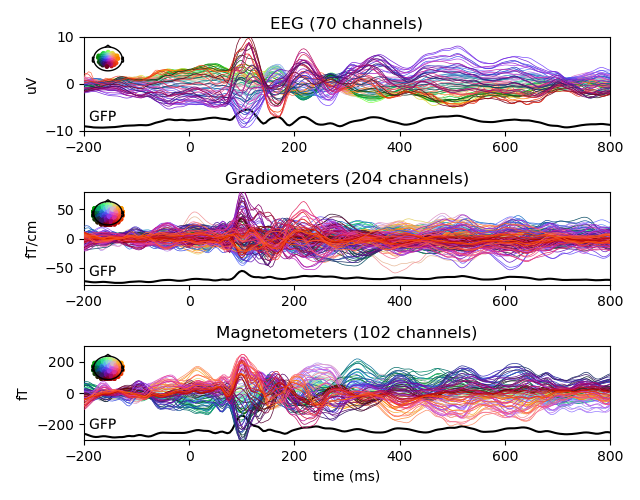 EEG (70 channels)
10
0
−10
uV
GFP
−200 0 200 400 600 800
Gradiometers (204 channels)
50
0
−50
fT/cm
GFP
−200 0 200 400 600 800
Magnetometers (102 channels)
200
0
−200
fT
GFP
−200 0 200 400 600 800
time (ms)